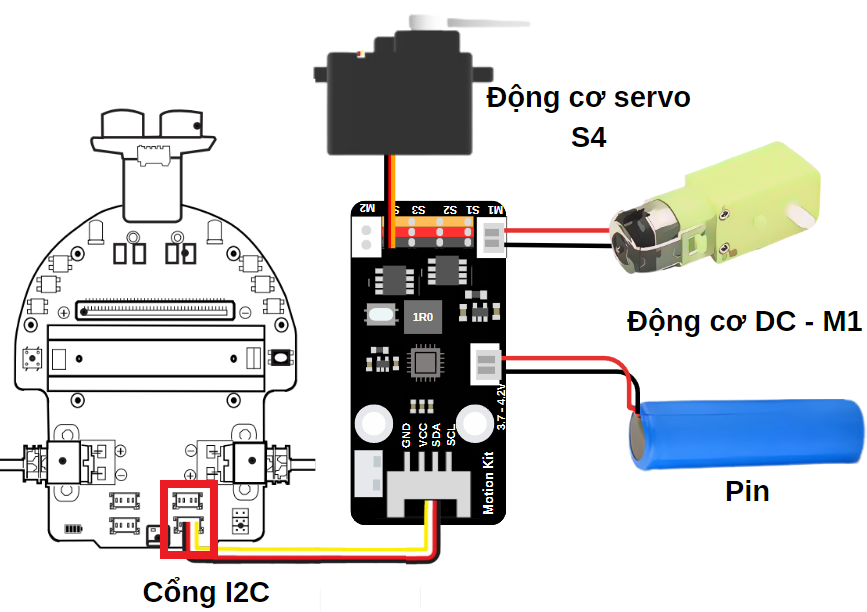 Động cơ servo
S4
M2
S
S3
S2
S1
M1
1R0
Động cơ DC - M1
3.7 - 4.2V
GND
VCC
SDA
SCL
Motion Kit
Pin
Cổng I2C